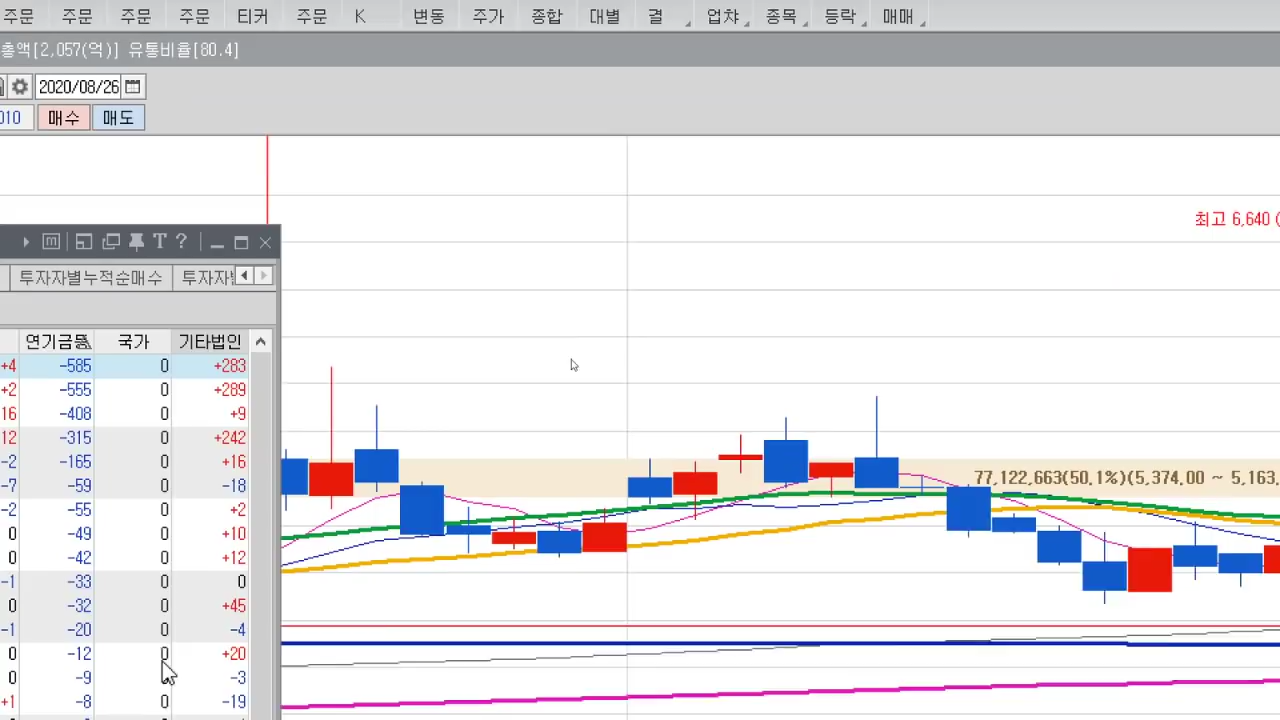 주문 주문 주문 주문 티커 주문 K 변동 주가 종합 대별 결 업차 종목 등락 매매
총액[2,057(억)] 유통비율[80.4]
2020/08/26
010 매수 매도
최고 6,640 (
T ?
투자자별누적순매수 투자자별
연기금등 국가 기타법인
+4 -585 0 +283
+2 -555 0 +289
16 -408 0 +9
12 -315 0 +242
-2 -165 0 +16
-7 -59 0 -18
-2 -55 0 +2
0 -49 0 +10
0 -42 0 +12
-1 -33 0 0
0 -32 0 +45
-1 -20 0 -4
0 -12 0 +20
0 -9 0 -3
+1 -8 0 -19
77,122,663(50,1%)(5,374.00 ~ 5,163,